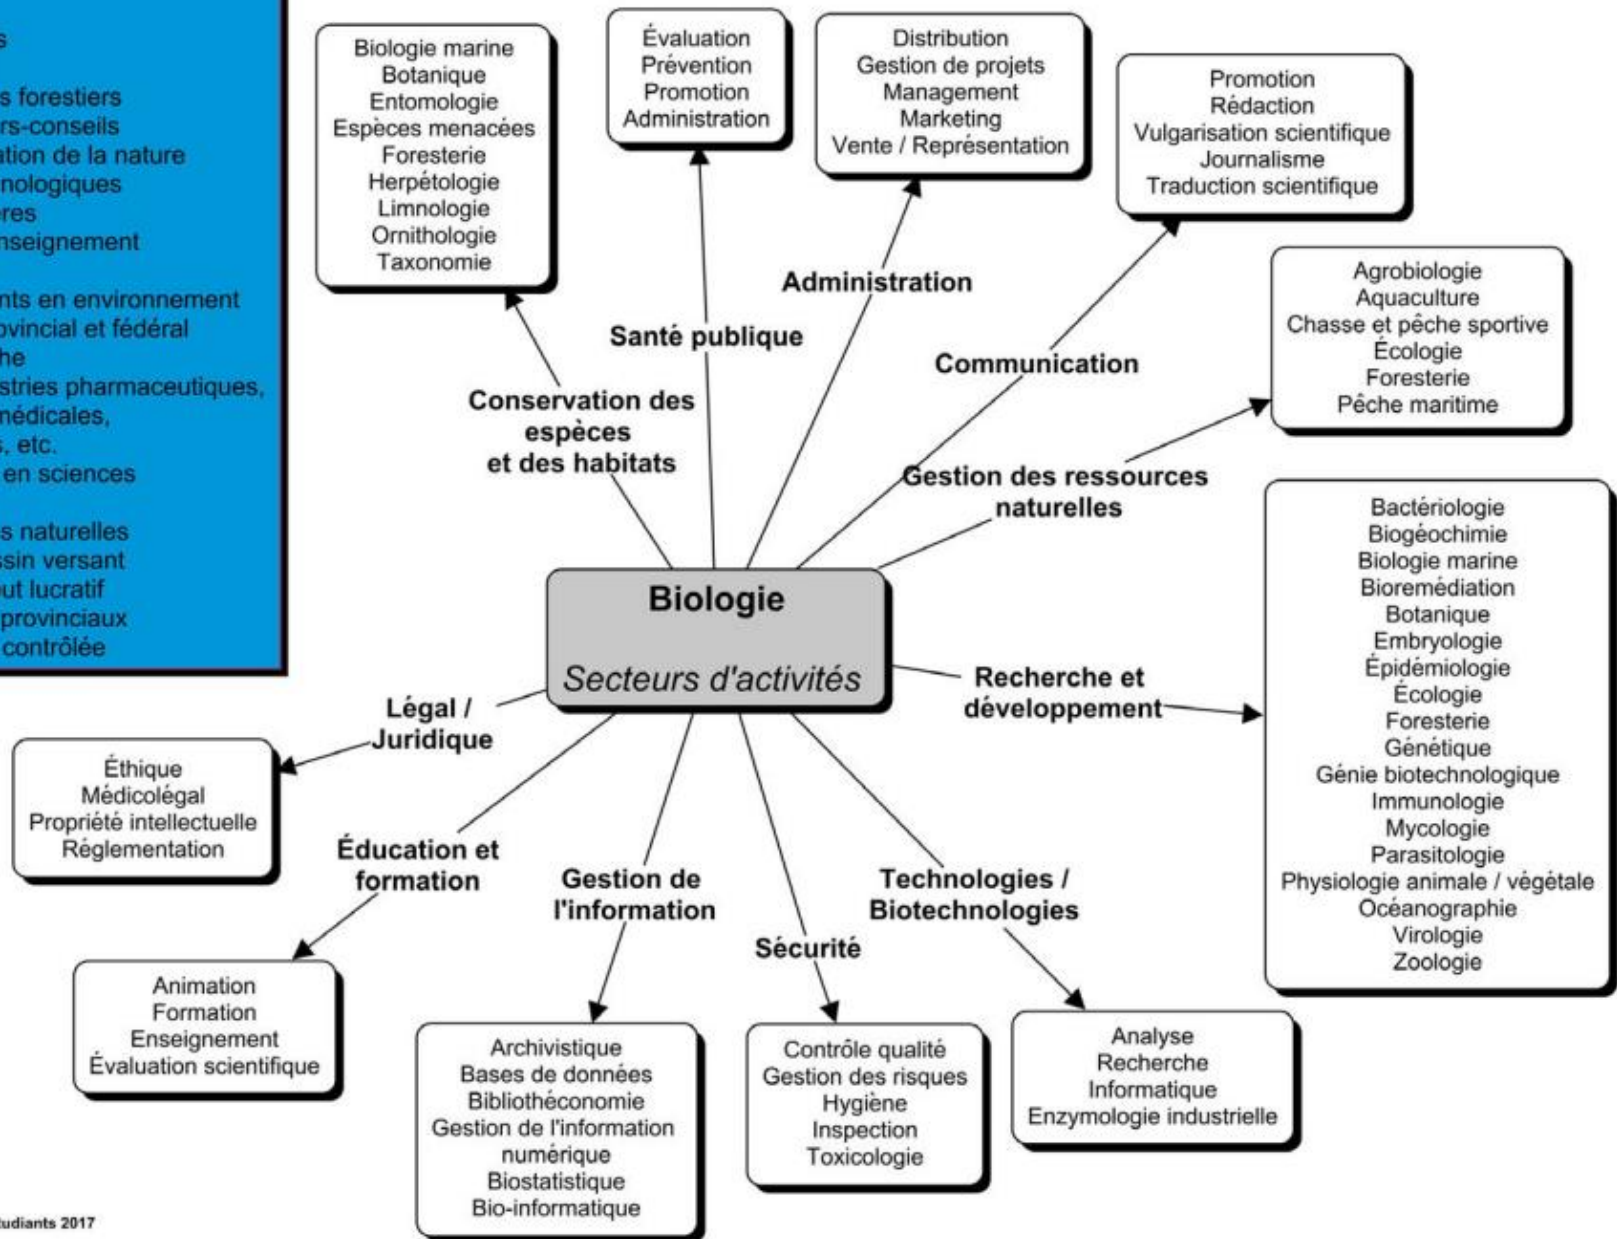 s
s forestiers
rs-conseils
ation de la nature
nologiques
ères
nseignement
nts en environnement
ovincial et fédéral
che
stries pharmaceutiques,
médicales,
s, etc.
en sciences
s naturelles
ssin versant
ut lucratif
provinciaux
contrôlée
Biologie marine
Botanique
Entomologie
Espèces menacées
Foresterie
Herpétologie
Limnologie
Ornithologie
Taxonomie
Évaluation
Prévention
Promotion
Administration
Distribution
Gestion de projets
Management
Marketing
Vente / Représentation
Promotion
Rédaction
Vulgarisation scientifique
Journalisme
Traduction scientifique
Agrobiologie
Aquaculture
Chasse et pêche sportive
Écologie
Foresterie
Pêche maritime
Conservation des
espèces
et des habitats
Santé publique
Administration
Communication
Gestion des ressources
naturelles
Biologie
Secteurs d'activités
Recherche et
développement
Bactériologie
Biogéochimie
Biologie marine
Bioremédiation
Botanique
Embryologie
Épidémiologie
Écologie
Foresterie
Génétique
Génie biotechnologique
Immunologie
Mycologie
Parasitologie
Physiologie animale / végétale
Océanographie
Virologie
Zoologie
Légal /
Juridique
Éthique
Médicolégal
Propriété intellectuelle
Réglementation
Éducation et
formation
Animation
Formation
Enseignement
Évaluation scientifique
Gestion de
l'information
Archivistique
Bases de données
Bibliothéconomie
Gestion de l'information
numérique
Biostatistique
Bio-informatique
Sécurité
Contrôle qualité
Gestion des risques
Hygiène
Inspection
Toxicologie
Technologies /
Biotechnologies
Analyse
Recherche
Informatique
Enzymologie industrielle
udiants 2017